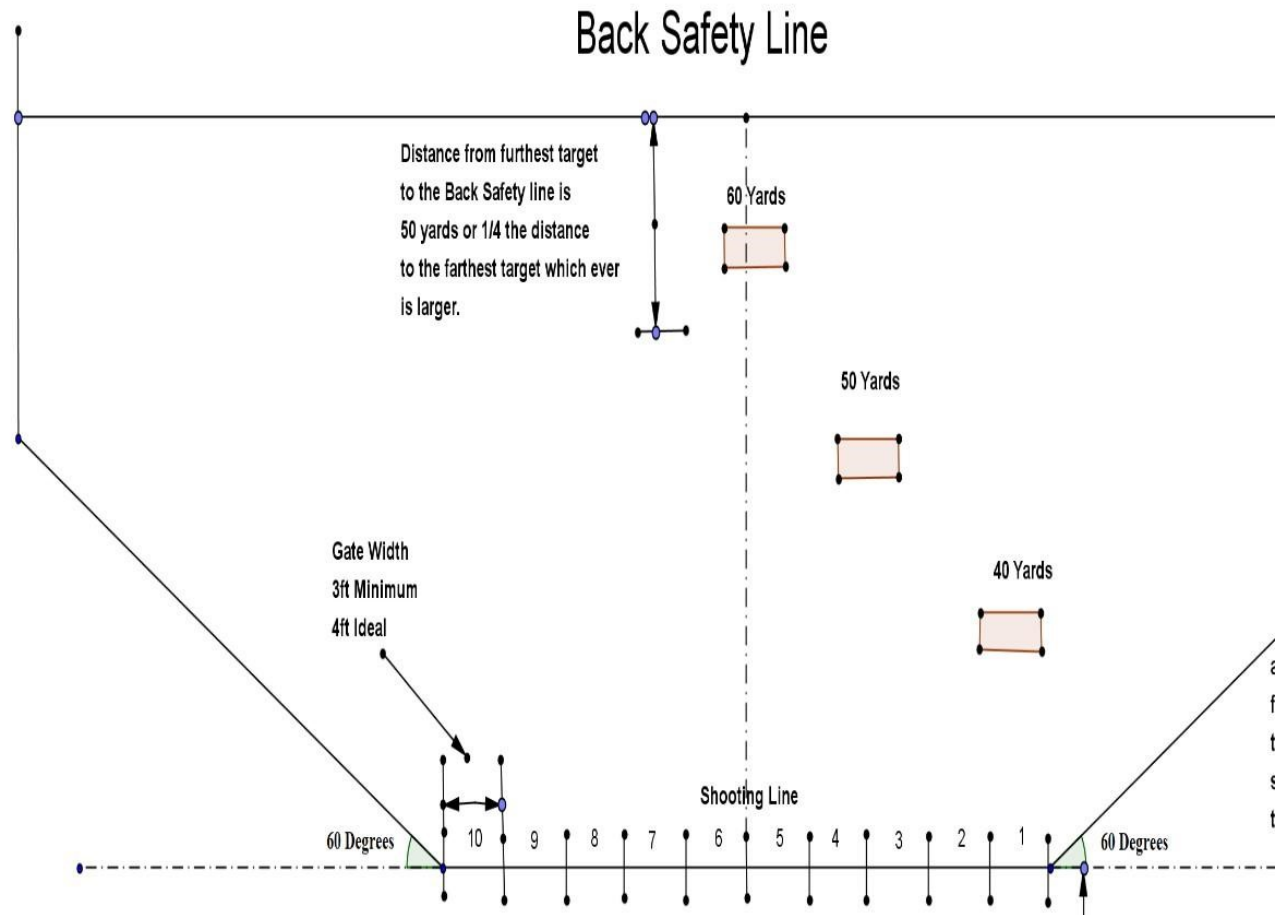 Back Safety Line
Distance from furthest target
to the Back Safety line is
50 yards or 1/4 the distance
to the farthest target which ever
is larger.
60 Yards
50 Yards
40 Yards
Gate Width
3ft Minimum
4ft Ideal
Shooting Line
60 Degrees
10 9 8 7 6 5 4 3 2 1
60 Degrees